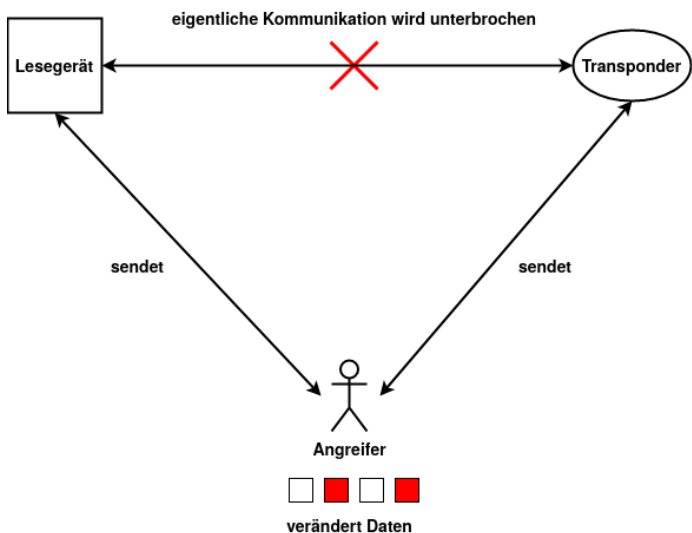 eigentliche Kommunikation wird unterbrochen
Lesegerät
Transponder
sendet
sendet
Angreifer
verändert Daten